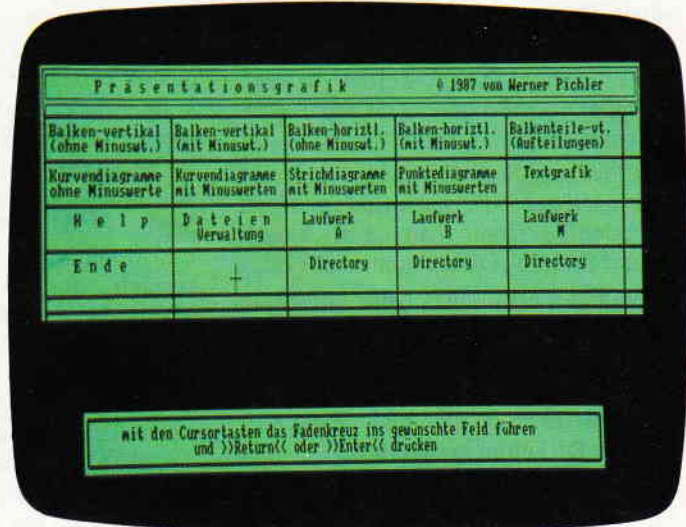 Präsentationsgrafik © 1987 von Werner Pichler
Balken-vertikal Balken-vertikal Balken-horiztl. Balken-horiztl. Balkenteile-vt.
(ohne Minuswt.) (mit Minuswt.) (ohne Minuswt.) (mit Minuswt.) (Aufteilungen)
Kurvendiagramme Kurvendiagramme Strichdiagramme Punktediagramme Textgrafik
ohne Minuswerte mit Minuswerten mit Minuswerten mit Minuswerten
Help Dateien Laufwerk Laufwerk Laufwerk
Verwaltung A B M
Ende Directory Directory Directory
mit den Cursortasten das Fadenkreuz ins gewünschte Feld führen
und >>Return<< oder >>Enter<< drücken